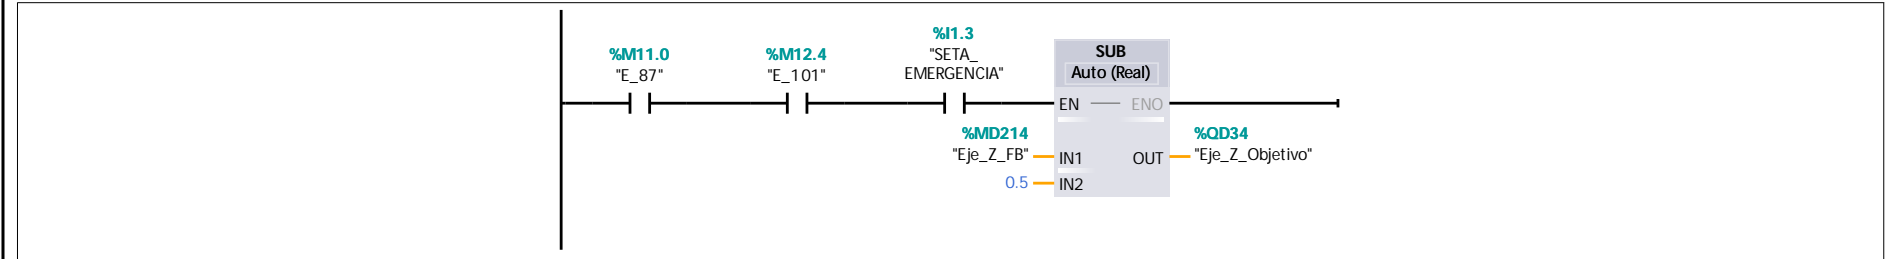 %M11.0
"E_87"
%M12.4
"E_101"
%I1.3
"SETA_
EMERGENCIA"
SUB
Auto (Real)
EN
ENO
%MD214
"Eje_Z_FB"
IN1
0.5
IN2
OUT
%QD34
"Eje_Z_Objetivo"